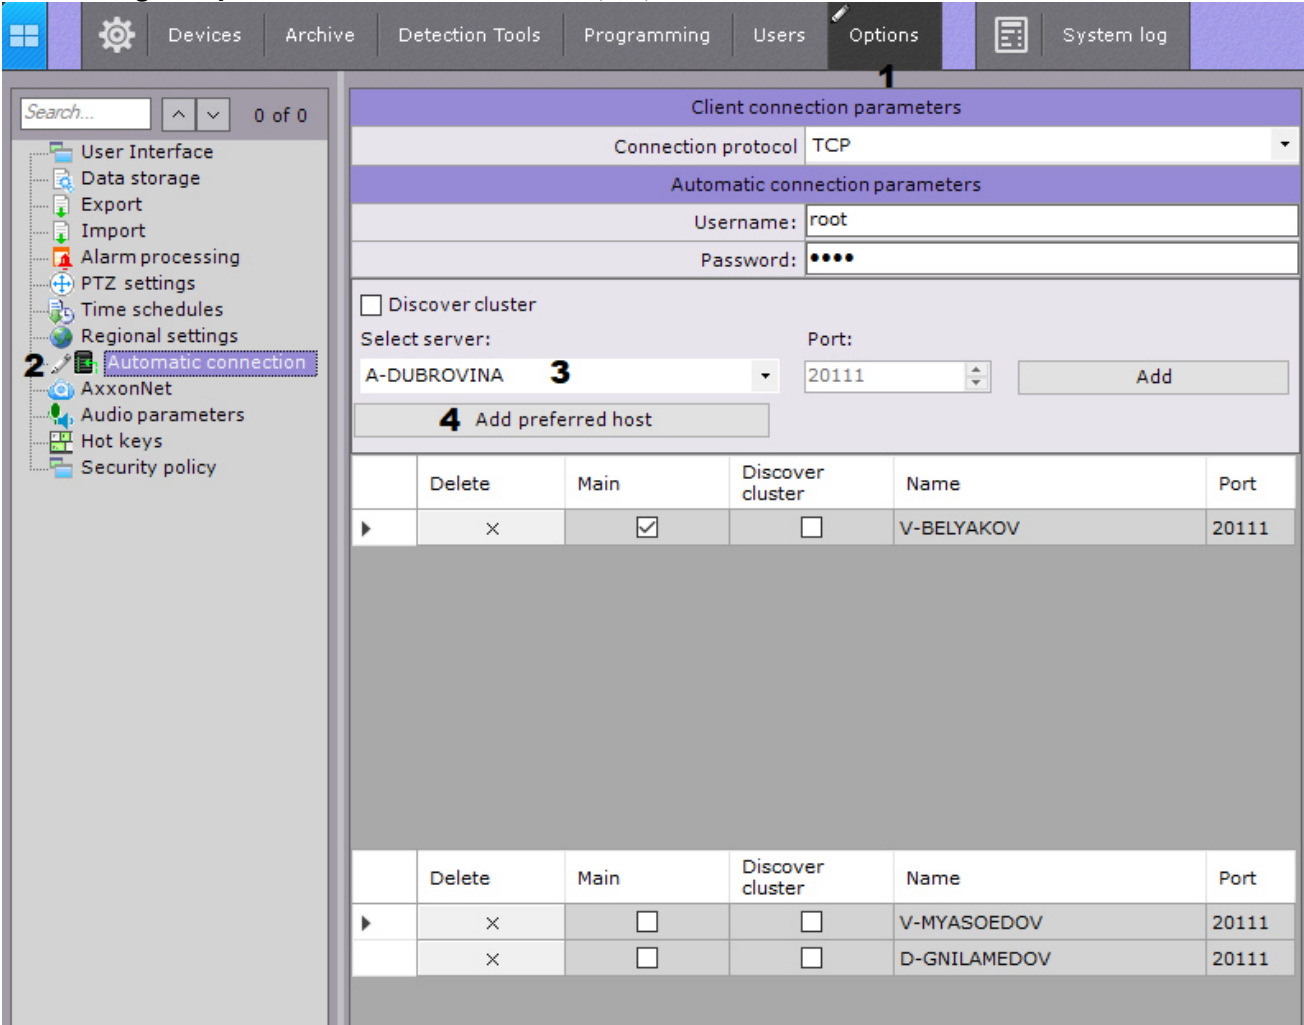 Devices Archive Detection Tools Programming Users Options System log
1
Search... 0 of 0
User Interface
Data storage
Export
Import
Alarm processing
PTZ settings
Time schedules
Regional settings
2 Automatic connection
AxxonNet
Audio parameters
Hot keys
Security policy
Client connection parameters
Connection protocol TCP
Automatic connection parameters
Username: root
Password: ●●●●
Discover cluster
Select server: Port:
A-DUBROVINA 3 20111 Add
4 Add preferred host
Delete Main Discover cluster Name Port
V-BELYAKOV 20111
Delete Main Discover cluster Name Port
V-MYASOEDOV 20111
D-GNILAMEDOV 20111